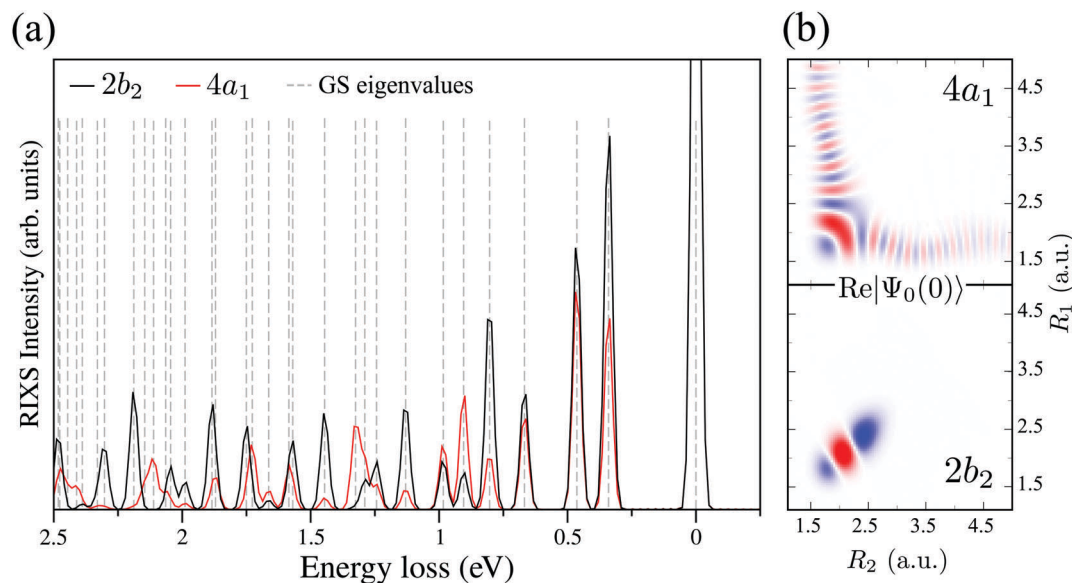 (a)
2b₂ 4a₁ GS eigenvalues
RIXS Intensity (arb. units)
2.5 2 1.5 1 0.5 0
Energy loss (eV)
(b)
4a₁
4.5
3.5
2.5
1.5
Re|Ψ₀(0)⟩
R₁ (a.u.)
4.5
3.5
2.5
1.5
2b₂
1.5 2.5 3.5 4.5
R₂ (a.u.)